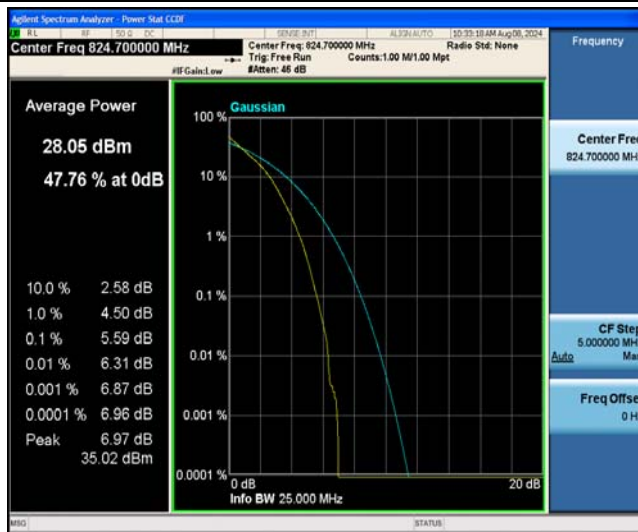 Agilent Spectrum Analyzer - Power Stat CCDF
RL RF 50 Ω DC SENSE:INT ALIGN AUTO 10:33:18 AM Aug 08, 2024
Center Freq 824.700000 MHz
Center Freq: 824.700000 MHz Radio Std: None
Trig: Free Run Counts:1.00 M/1.00 Mpt
#IFGain:Low #Atten: 46 dB
Frequency
Average Power
28.05 dBm
47.76 % at 0dB
10.0 % 2.58 dB
1.0 % 4.50 dB
0.1 % 5.59 dB
0.01 % 6.31 dB
0.001 % 6.87 dB
0.0001 % 6.96 dB
Peak 6.97 dB
35.02 dBm
Gaussian
100 %
10 %
1 %
0.1 %
0.01 %
0.001 %
0.0001 %
0 dB 20 dB
Info BW 25.000 MHz
Center Fre
824.700000 MH
CF Step
5.000000 MH
Auto Ma
Freq Offse
0 H
MSG STATUS